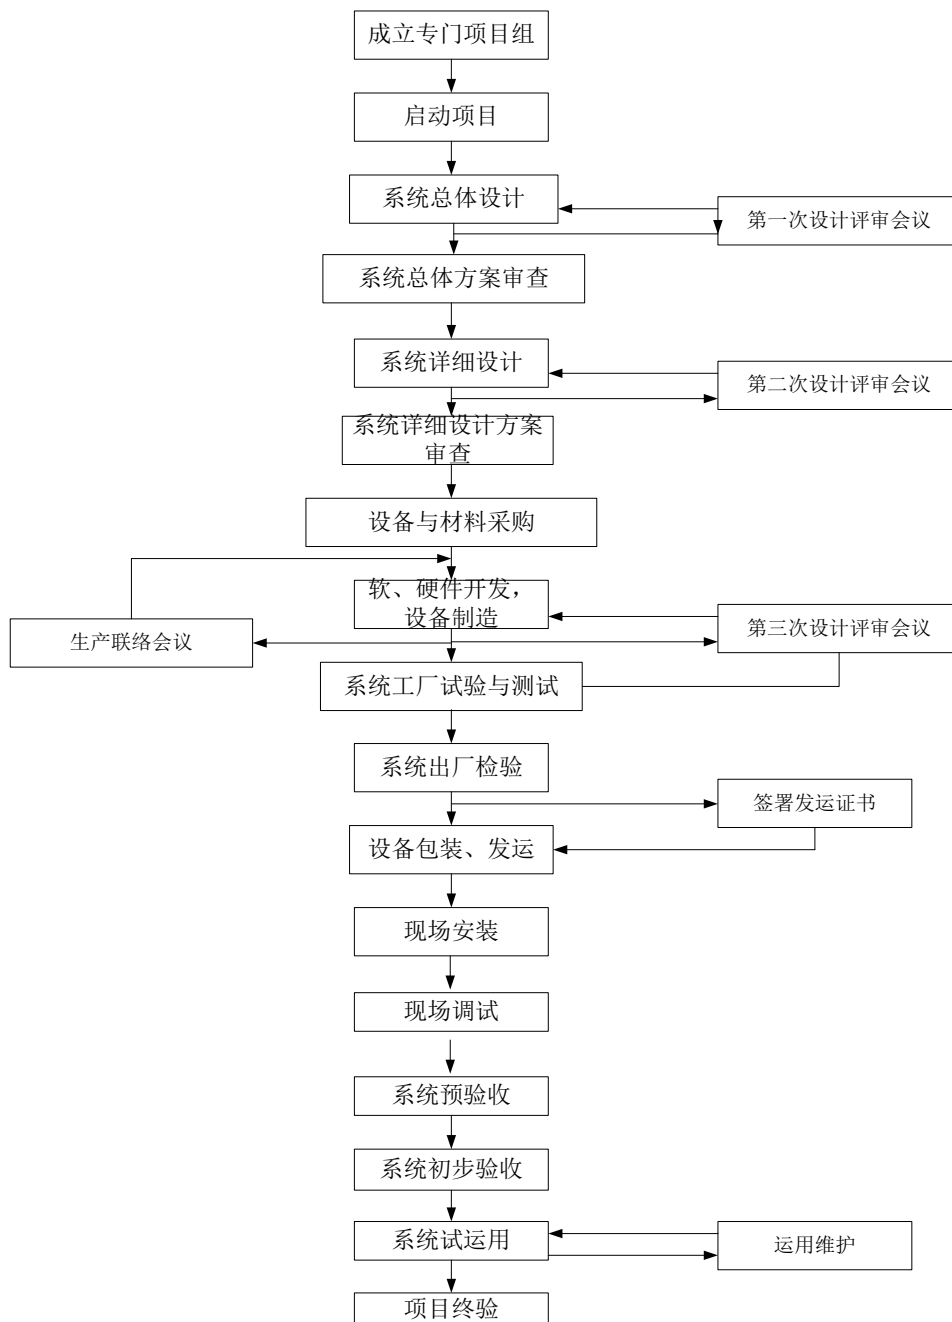 成立专门项目组
启动项目
系统总体设计
第一次设计评审会议
系统总体方案审查
系统详细设计
第二次设计评审会议
系统详细设计方案
审查
设备与材料采购
软、硬件开发，
设备制造
生产联络会议
第三次设计评审会议
系统工厂试验与测试
系统出厂检验
签署发运证书
设备包装、发运
现场安装
现场调试
系统预验收
系统初步验收
系统试运用
运用维护
项目终验